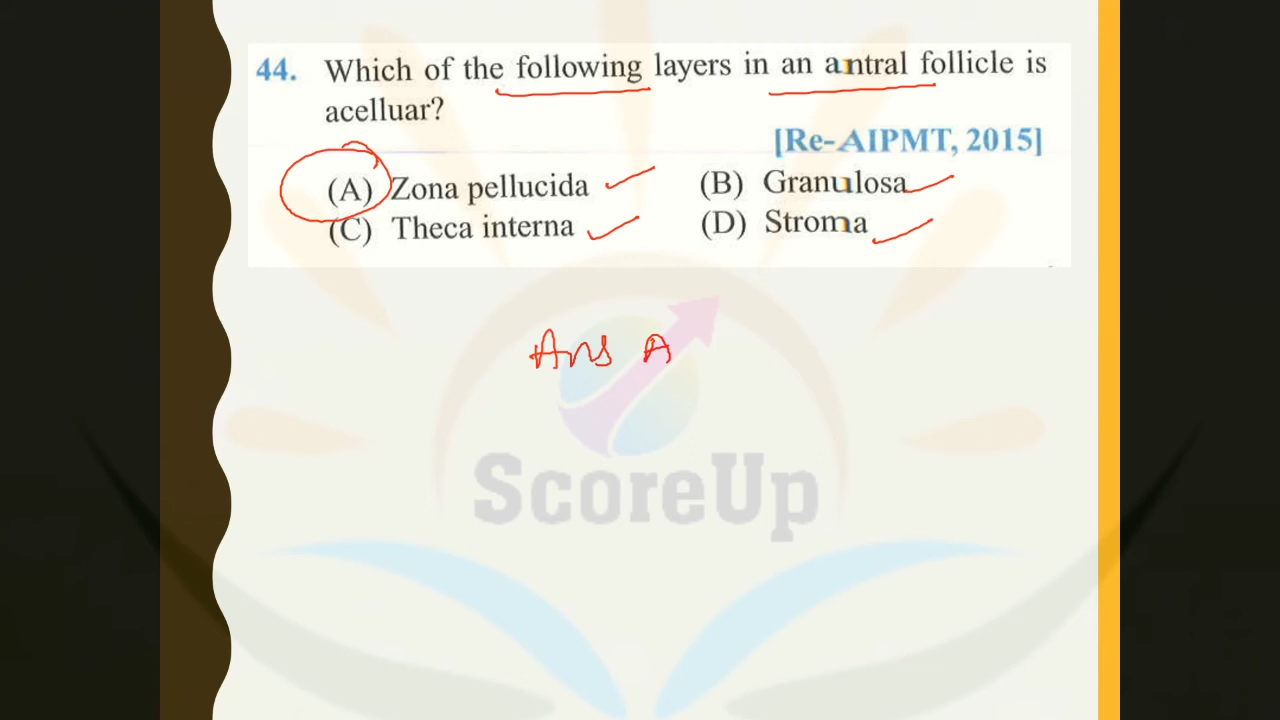 44. Which of the following layers in an antral follicle is
acelluar?
[Re-AIPMT, 2015]
(A) Zona pellucida (B) Granulosa
(C) Theca interna (D) Stroma
Ans A
ScoreUp